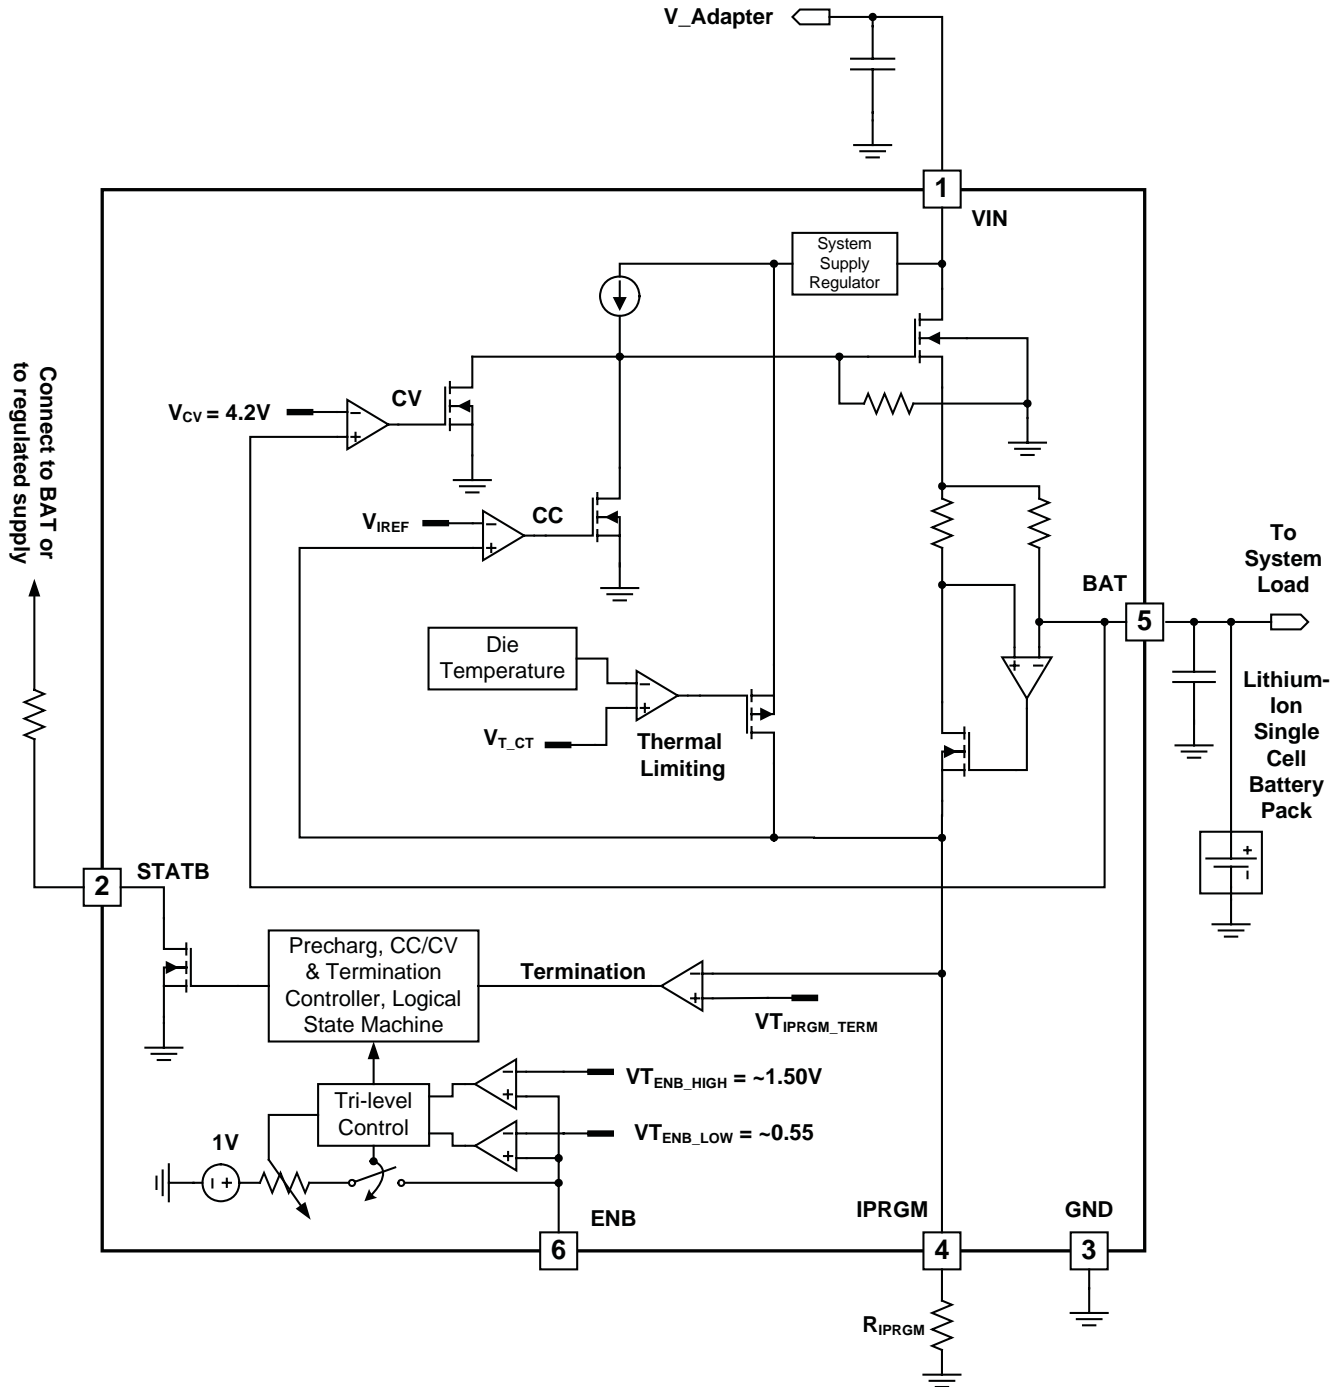 V_Adapter
1
VIN
System
Supply
Regulator
Connect to BAT or
to regulated supply
CV
VCV = 4.2V
−
+
CC
VIREF
−
+
To
System
Load
BAT
5
Die
Temperature
−
+
VT_CT
Thermal
Limiting
+ −
Lithium-
Ion
Single
Cell
Battery
Pack
+
−
STATB
2
Precharg, CC/CV
& Termination
Controller, Logical
State Machine
Termination
−
+
VTIPRGM_TERM
Tri-level
Control
−
+
VTENB_HIGH = ~1.50V
−
+
VTENB_LOW = ~0.55
1V
− +
ENB
6
IPRGM
4
GND
3
RIPRGM